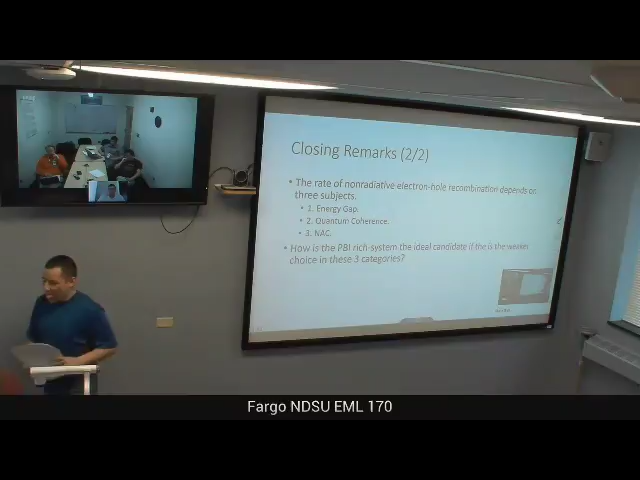 Closing Remarks (2/2)
• The rate of nonradiative electron-hole recombination depends on
three subjects.
• 1. Energy Gap.
• 2. Quantum Coherence.
• 3. NAC.
• How is the PBI rich-system the ideal candidate if the is the weaker
choice in these 3 categories?
Fargo NDSU EML 170